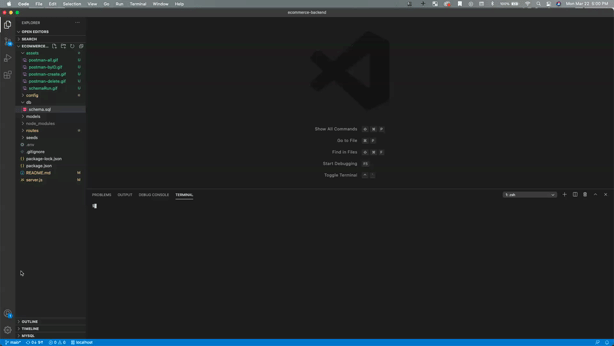 Code File Edit Selection View Go Run Terminal Window Help
100% Mon Mar 22 5:30 PM
ecommerce-backend
EXPLORER
OPEN EDITORS
SEARCH
ECOMMERCE...
assets
postman-all.gif U
postman-byID.gif U
postman-create.gif U
postman-delete.gif U
schemaRun.gif U
config
db
schema.sql
models
node_modules
routes
seeds
.env
.gitignore
package-lock.json
package.json
README.md M
server.js M
OUTLINE
TIMELINE
MYSQL
Show All Commands ⇧ ⌘ P
Go to File ⌘ P
Find in Files ⇧ ⌘ F
Start Debugging F5
Toggle Terminal ⌃ `
PROBLEMS OUTPUT DEBUG CONSOLE TERMINAL
1: zsh
main* 0 0 localhost